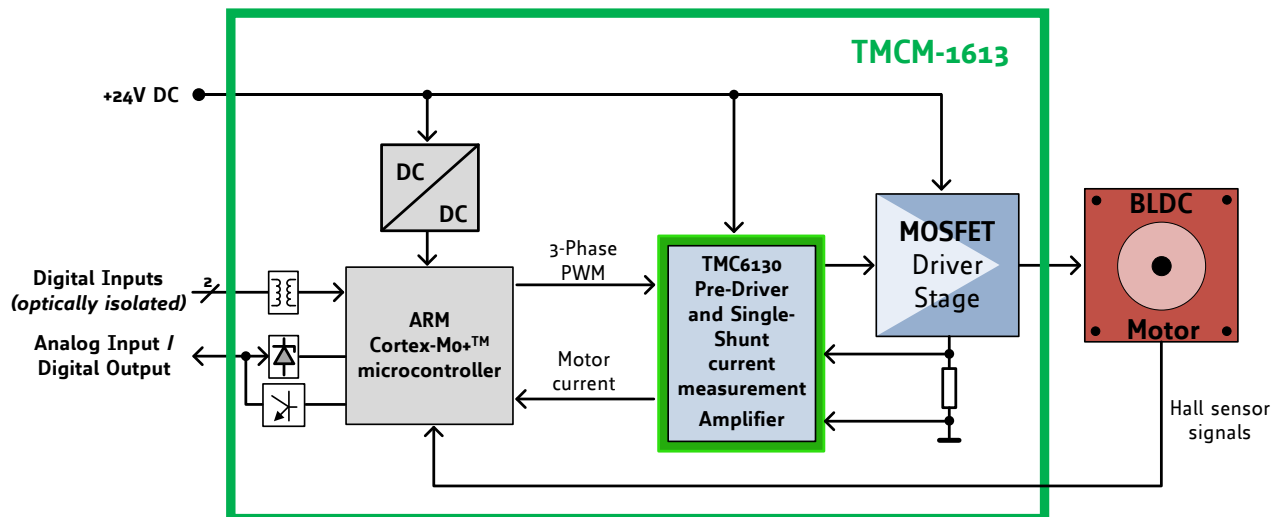 TMCM-1613
+24V DC
DC
DC
BLDC
Motor
MOSFET
Driver
Stage
3-Phase
PWM
TMC6130
Pre-Driver
and Single-
Shunt
current
measurement
Amplifier
Digital Inputs
(optically isolated)
2
ARM
Cortex-M0+™
microcontroller
Analog Input /
Digital Output
Motor
current
Hall sensor
signals